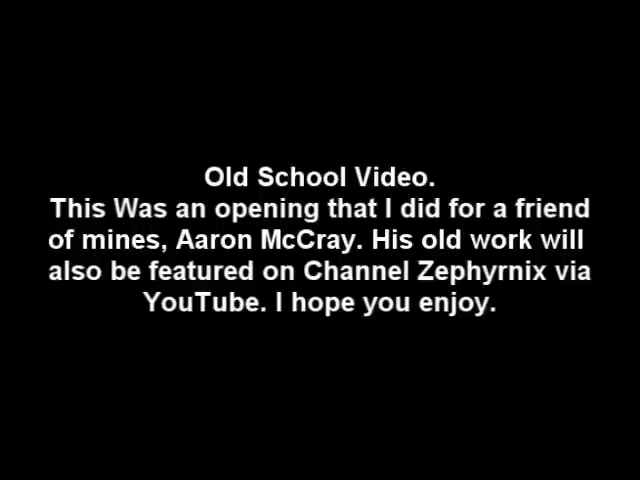 Old School Video.
This Was an opening that I did for a friend
of mines, Aaron McCray. His old work will
also be featured on Channel Zephyrnix via
YouTube. I hope you enjoy.